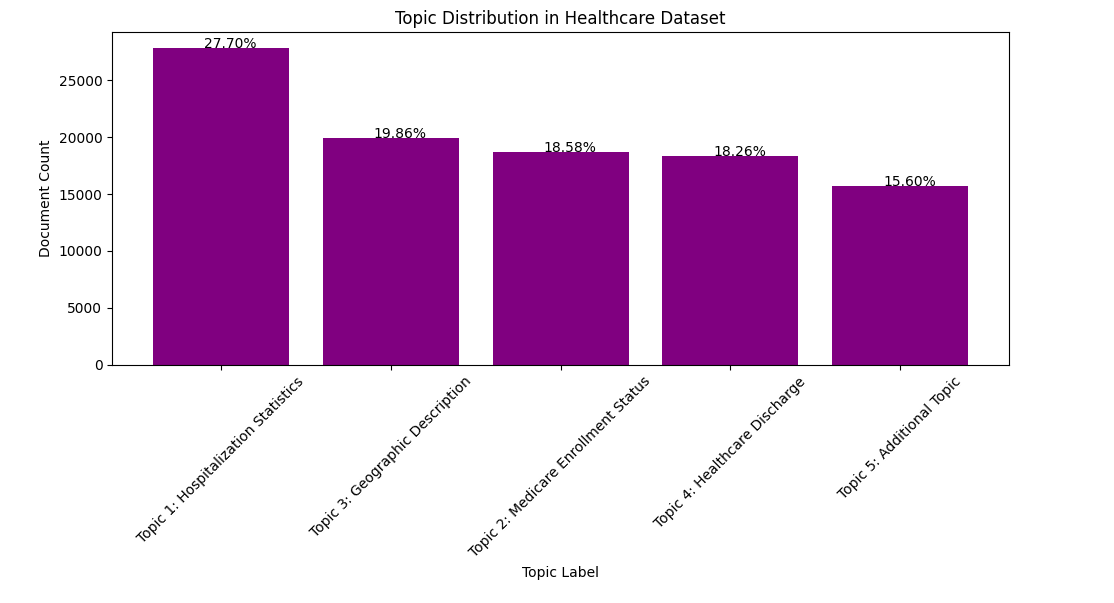 Topic Distribution in Healthcare Dataset
27.70%
19.86%
18.58%
18.26%
15.60%
25000
20000
15000
10000
5000
0
Document Count
Topic 1: Hospitalization Statistics
Topic 3: Geographic Description
Topic 2: Medicare Enrollment Status
Topic 4: Healthcare Discharge
Topic 5: Additional Topic
Topic Label